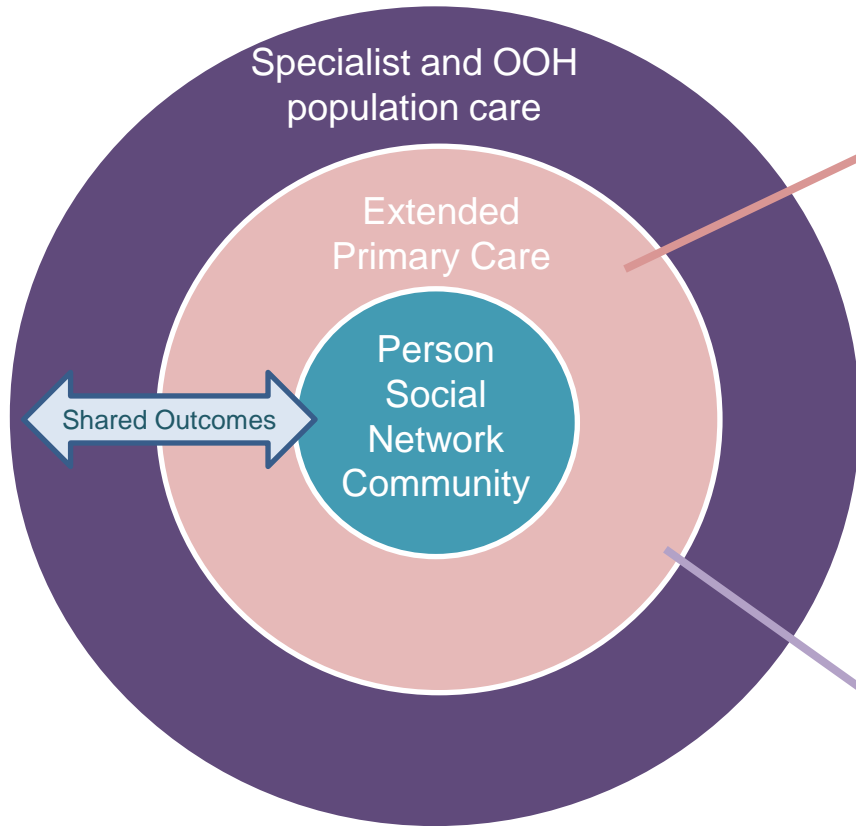 Specialist and OOH
population care
Extended
Primary Care
Person
Social
Network
Community
Shared Outcomes